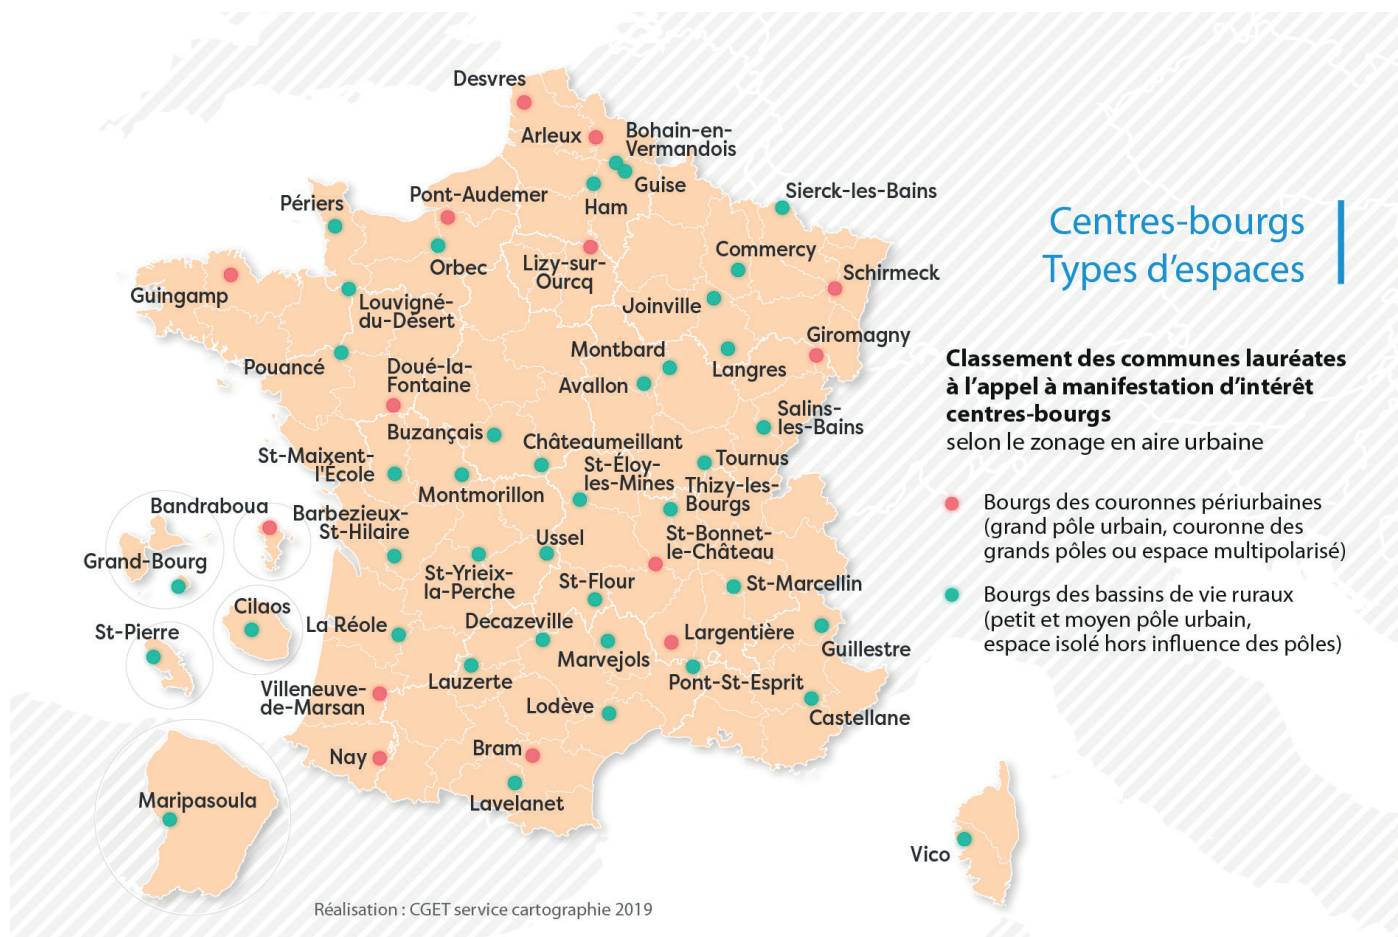 Desvres
Arleux
Bohain-en-
Vermandois
Guise
Ham
Sierck-les-Bains
Périers
Pont-Audemer
Orbec
Lizy-sur-
Ourcq
Commercy
Schirmeck
Guingamp
Louvigné-
du-Désert
Joinville
Giromagny
Pouancé
Doué-la-
Fontaine
Montbard
Avallon
Langres
Buzançais
Châteaumeillant
Salins-
les-Bains
St-Maixent-
l'École
Montmorillon
St-Éloy-
les-Mines
Tournus
Thizy-les-
Bourgs
Bandraboua
Barbezieux-
St-Hilaire
Grand-Bourg
Ussel
St-Bonnet-
le-Château
St-Yrieix-
la-Perche
St-Flour
St-Marcellin
Cilaos
St-Pierre
La Réole
Decazeville
Marvejols
Largentière
Guillestre
Villeneuve-
de-Marsan
Lauzerte
Pont-St-Esprit
Lodève
Castellane
Nay
Bram
Lavelanet
Maripasoula
Vico
Centres-bourgs
Types d’espaces
Classement des communes lauréates
à l’appel à manifestation d’intérêt
centres-bourgs
selon le zonage en aire urbaine
Bourgs des couronnes périurbaines
(grand pôle urbain, couronne des
grands pôles ou espace multipolarisé)
Bourgs des bassins de vie ruraux
(petit et moyen pôle urbain,
espace isolé hors influence des pôles)
Réalisation : CGET service cartographie 2019